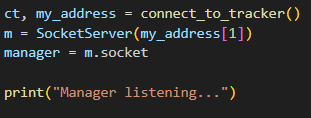 ct, my_address = connect_to_tracker()
m = SocketServer(my_address[1])
manager = m.socket
print("Manager listening...")